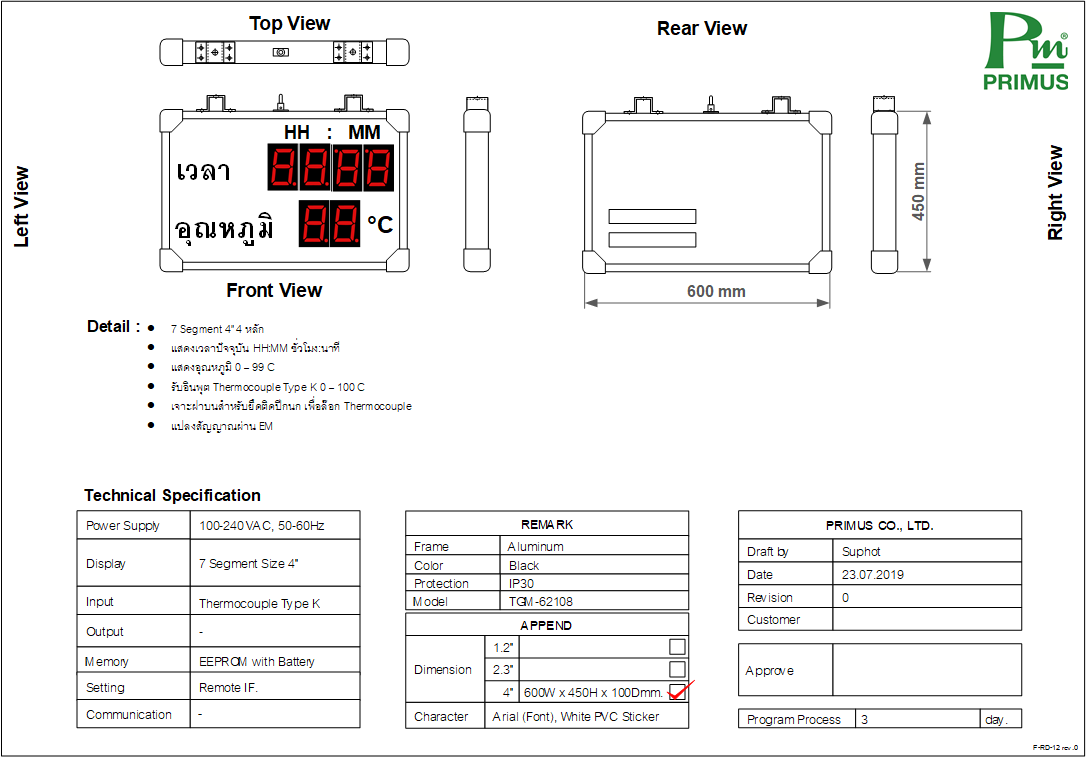 Top View
Rear View
Pm®
PRIMUS
HH : MM
เวลา
88.88
อุณหภูมิ
88 °C
Left View
450 mm
Right View
Front View
600 mm
Detail :
● 7 Segment 4" 4 หลัก
● แสดงเวลาปัจจุบัน HH:MM ชั่วโมง:นาที
● แสดงอุณหภูมิ 0 – 99 C
● รับอินพุต Thermocouple Type K 0 – 100 C
● เจาะฝาบนสำหรับยึดติดปีกนก เพื่อล็อก Thermocouple
● แปลงสัญญาณผ่าน EM
Technical Specification
Power Supply 100-240 VAC, 50-60Hz
Display 7 Segment Size 4"
Input Thermocouple Type K
Output -
Memory EEPROM with Battery
Setting Remote IF.
Communication -
REMARK
Frame Aluminum
Color Black
Protection IP30
Model TGM-62108
APPEND
Dimension
1.2"
2.3"
4" 600W x 450H x 100Dmm.
Character Arial (Font), White PVC Sticker
PRIMUS CO., LTD.
Draft by Suphot
Date 23.07.2019
Revision 0
Customer
Approve
Program Process 3 day.
F-RD-12 rev.0